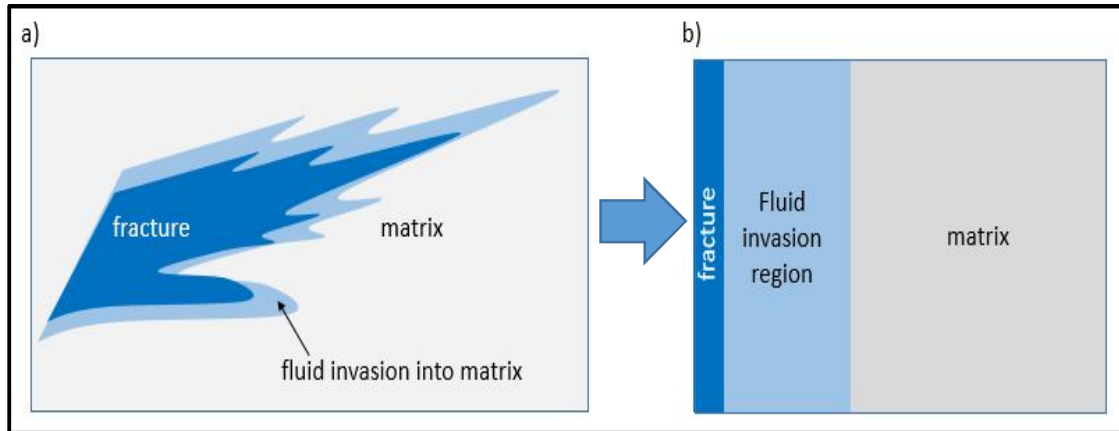 a)
fracture
matrix
fluid invasion into matrix
b)
fracture
Fluid
invasion
region
matrix